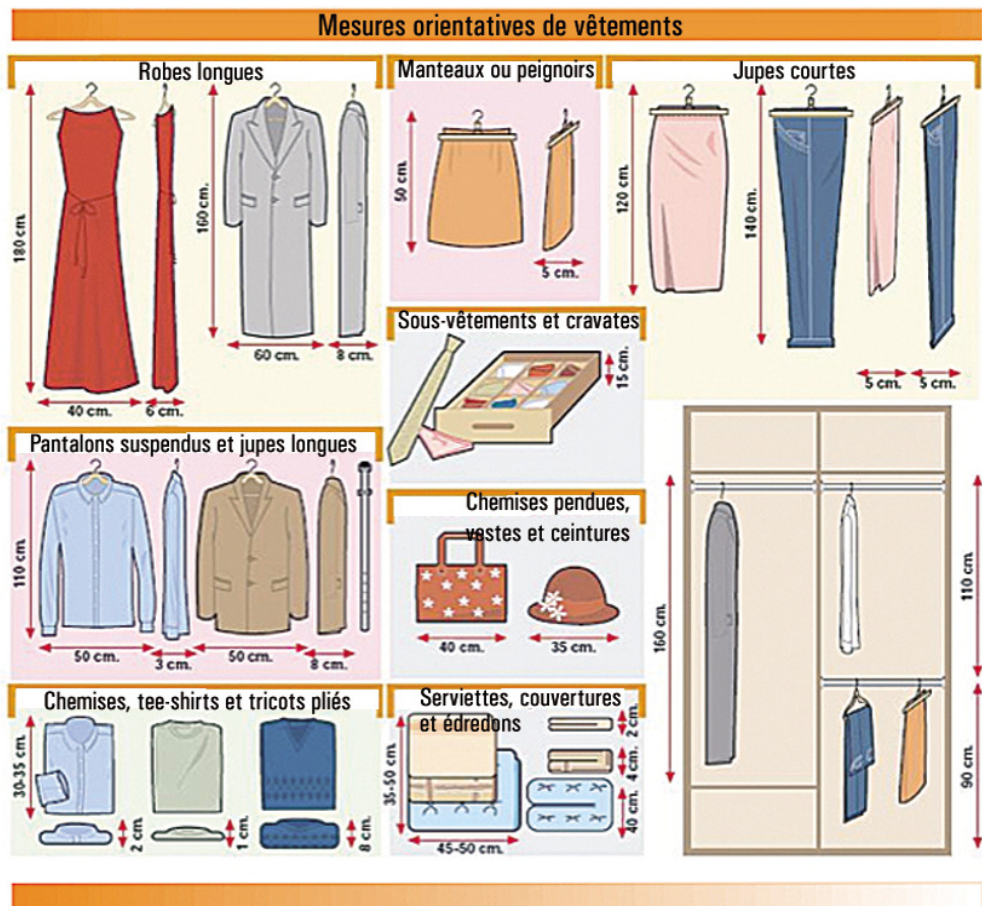 Mesures orientatives de vêtements
Robes longues
180 cm.
40 cm.
6 cm.
160 cm.
60 cm.
8 cm.
Manteaux ou peignoirs
50 cm.
5 cm.
Jupes courtes
120 cm.
140 cm.
5 cm.
5 cm.
Sous-vêtements et cravates
15 cm.
Pantalons suspendus et jupes longues
110 cm.
50 cm.
3 cm.
50 cm.
8 cm.
Chemises pendues,
vestes et ceintures
40 cm.
35 cm.
Chemises, tee-shirts et tricots pliés
30-35 cm.
2 cm.
1 cm.
8 cm.
Serviettes, couvertures
et édredons
35-50 cm.
45-50 cm.
2 cm.
4 cm.
40 cm.
160 cm.
110 cm.
90 cm.